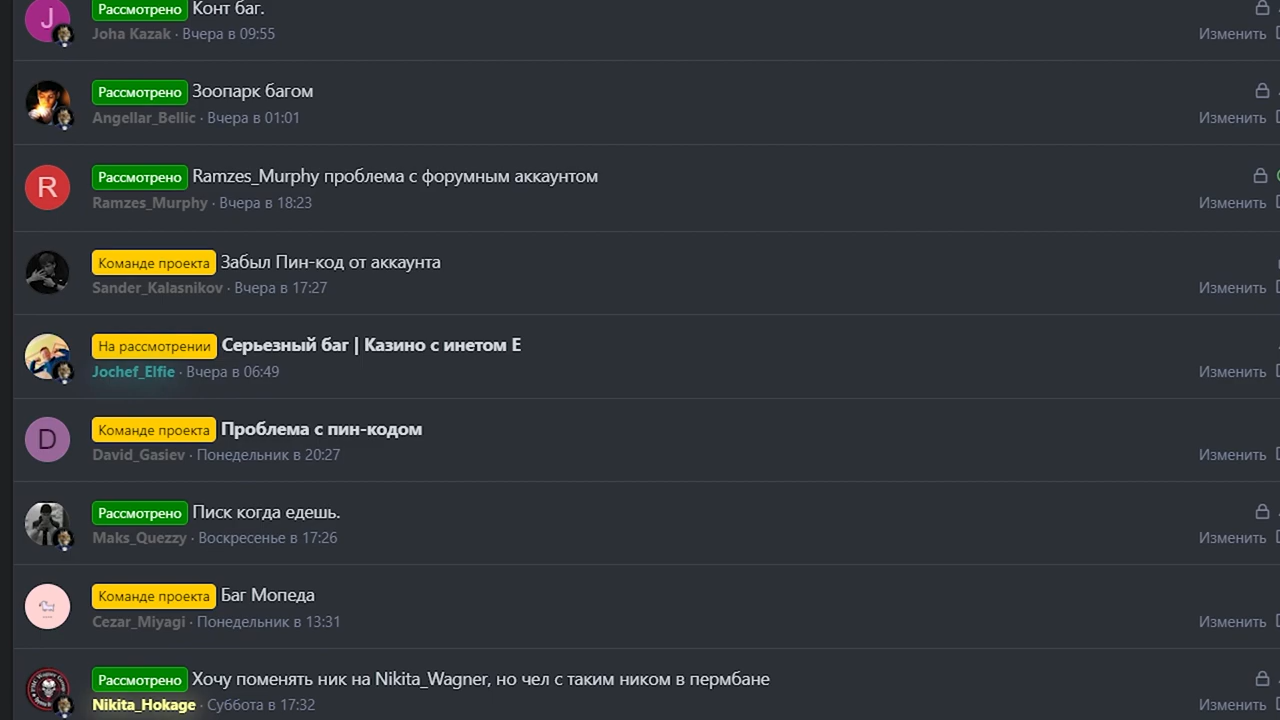 J
Рассмотрено Конт баг.
Joha Kazak · Вчера в 09:55
Изменить
Рассмотрено Зоопарк багом
Angellar_Bellic · Вчера в 01:01
Изменить
R
Рассмотрено Ramzes_Murphy проблема с форумным аккаунтом
Ramzes_Murphy · Вчера в 18:23
Изменить
Команде проекта Забыл Пин-код от аккаунта
Sander_Kalasnikov · Вчера в 17:27
Изменить
На рассмотрении Серьезный баг | Казино с инетом E
Jochef_Elfie · Вчера в 06:49
Изменить
D
Команде проекта Проблема с пин-кодом
David_Gasiev · Понедельник в 20:27
Изменить
Рассмотрено Писк когда едешь.
Maks_Quezzy · Воскресенье в 17:26
Изменить
Команде проекта Баг Мопеда
Cezar_Miyagi · Понедельник в 13:31
Изменить
Рассмотрено Хочу поменять ник на Nikita_Wagner, но чел с таким ником в пермбане
Nikita_Hokage · Суббота в 17:32
Изменить